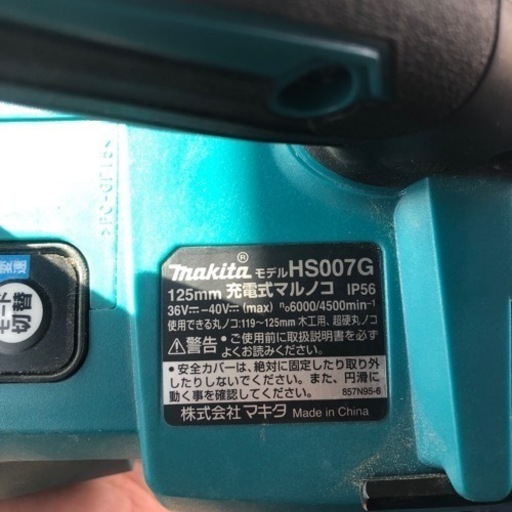 makita® モデル HS007G
125mm 充電式マルノコ IP56
36V⎓-40V⎓(max) n₀6000/4500min⁻¹
使用できる丸ノコ:119~125mm 木工用、超硬丸ノコ
⚠警告 ・ご使用前に取扱説明書を必ず
よくお読みください。
・安全カバーは、絶対に固定したり取り外
したりしないでください。また、円滑に
動く事を確認してください。
857N95-6
株式会社マキタ Made in China
変速
モード
切替
>PC-GF15<